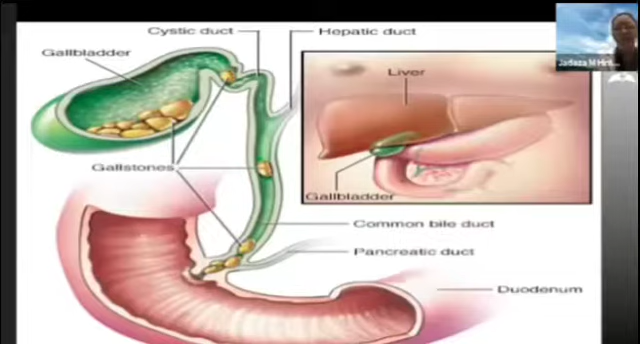 Cystic duct
Hepatic duct
Gallbladder
Liver
Gallstones
Gallbladder
Common bile duct
Pancreatic duct
Duodenum